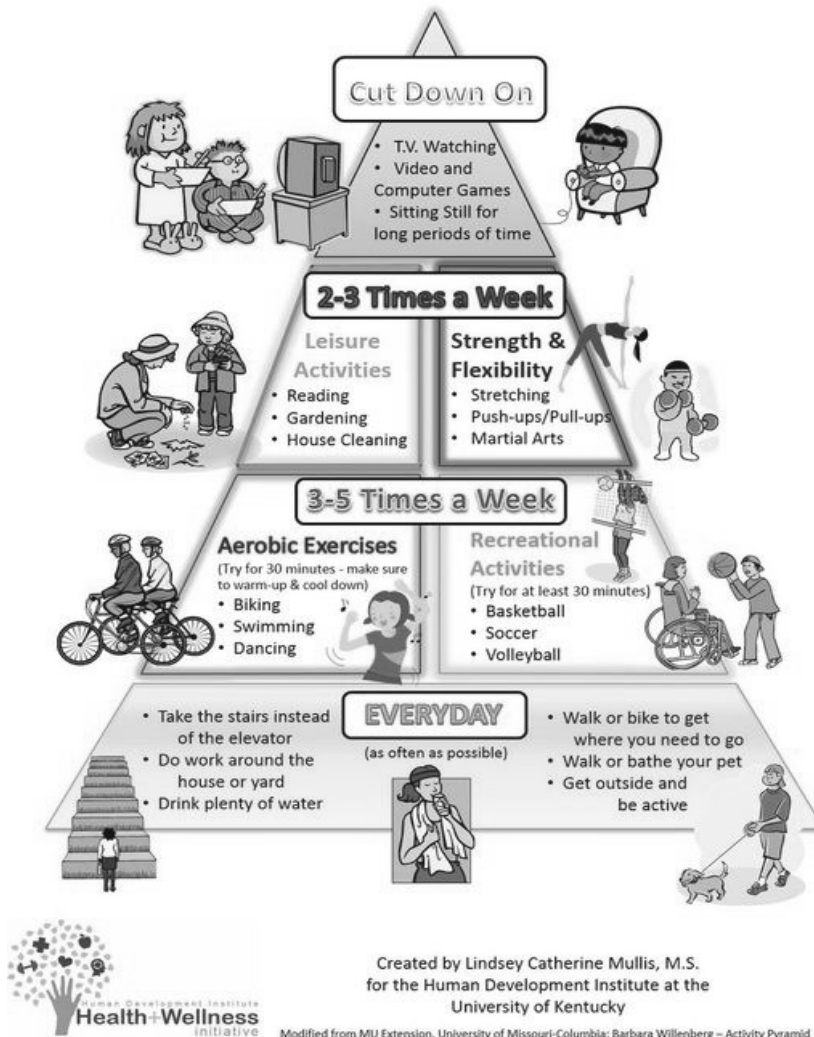 Cut Down On
• T.V. Watching
• Video and
Computer Games
• Sitting Still for
long periods of time
2-3 Times a Week
Leisure
Activities
• Reading
• Gardening
• House Cleaning
Strength &
Flexibility
• Stretching
• Push-ups/Pull-ups
• Martial Arts
3-5 Times a Week
Aerobic Exercises
(Try for 30 minutes - make sure
to warm-up & cool down)
• Biking
• Swimming
• Dancing
Recreational
Activities
(Try for at least 30 minutes)
• Basketball
• Soccer
• Volleyball
EVERYDAY
(as often as possible)
• Take the stairs instead
of the elevator
• Do work around the
house or yard
• Drink plenty of water
• Walk or bike to get
where you need to go
• Walk or bathe your pet
• Get outside and
be active
Human Development Institute
Health+Wellness
initiative
Created by Lindsey Catherine Mullis, M.S.
for the Human Development Institute at the
University of Kentucky
Modified from MU Extension, University of Missouri-Columbia; Barbara Willenberg – Activity Pyramid